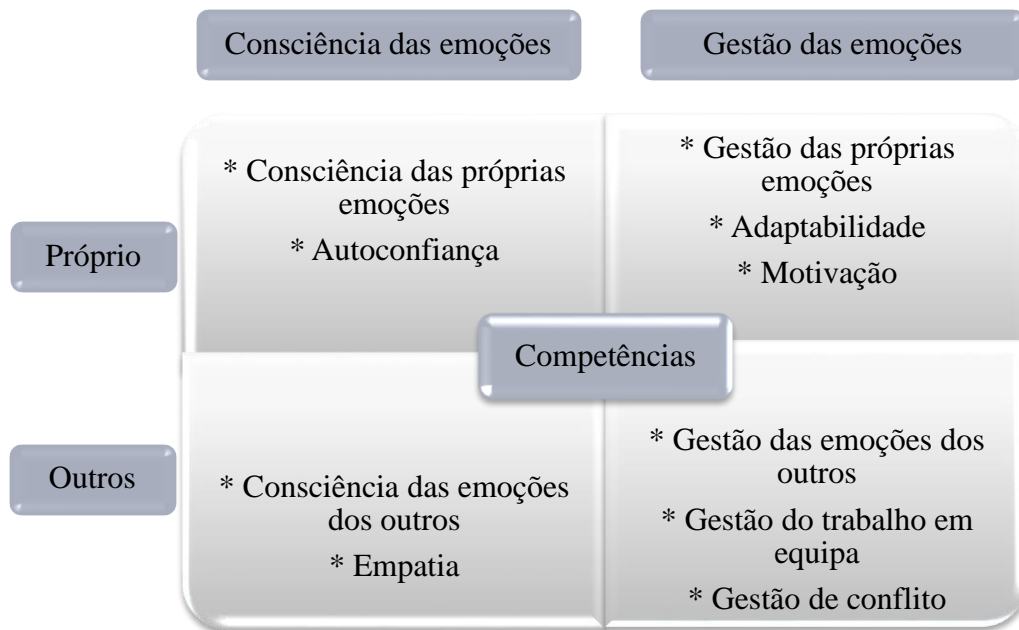 Consciência das emoções
Gestão das emoções
Próprio
* Consciência das próprias
emoções
* Autoconfiança
* Gestão das próprias
emoções
* Adaptabilidade
* Motivação
Competências
Outros
* Consciência das emoções
dos outros
* Empatia
* Gestão das emoções dos
outros
* Gestão do trabalho em
equipa
* Gestão de conflito